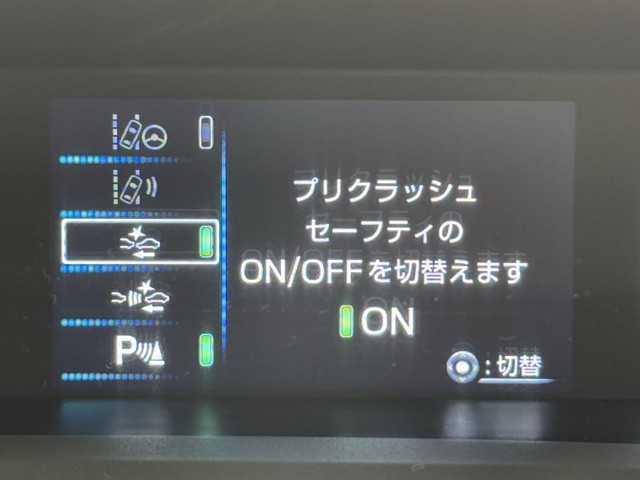 プリクラッシュ
セーフティの
ON/OFFを切替えます
ON
P
:切替